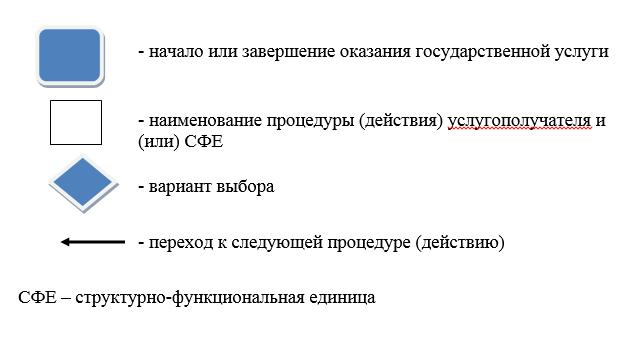 - начало или завершение оказания государственной услуги
- наименование процедуры (действия) услугополучателя и
(или) СФЕ
- вариант выбора
- переход к следующей процедуре (действию)
СФЕ – структурно-функциональная единица